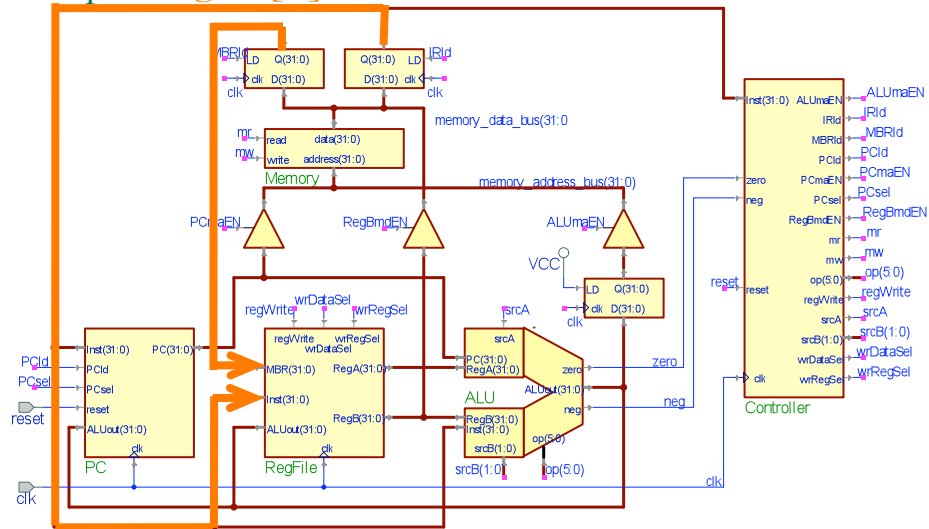 MBRld
LD
Q(31:0)
clk
D(31:0)
clk
Q(31:0)
LD
IRld
D(31:0)
clk
clk
memory_data_bus(31:0
mr
read
data(31:0)
mw
write
address(31:0)
Memory
memory_address_bus(31:0)
PCmaEN
RegBmdEN
ALUmaEN
VCC
LD
Q(31:0)
clk
D(31:0)
clk
regWrite
wrDataSel
wrRegSel
regWrite
wrRegSel
wrDataSel
MBR(31:0)
RegA(31:0)
Inst(31:0)
RegB(31:0)
ALUout(31:0)
clk
RegFile
Inst(31:0)
PC(31:0)
PCld
PCld
PCsel
PCsel
reset
reset
ALUout(31:0)
clk
PC
clk
srcA
srcA
PC(31:0)
RegA(31:0)
zero
zero
ALUout(31:0)
ALU
neg
neg
RegB(31:0)
Inst(31:0)
op(5:0)
srcB(1:0)
srcB(1:0)
op(5:0)
clk
Inst(31:0)
ALUmaEN
ALUmaEN
IRld
IRld
MBRld
MBRld
PCld
PCld
zero
PCmaEN
PCmaEN
neg
PCsel
PCsel
RegBmdEN
RegBmdEN
mr
mr
mw
mw
reset
reset
op(5:0)
op(5:0)
regWrite
regWrite
srcA
srcA
srcB(1:0)
srcB(1:0)
wrDataSel
wrDataSel
clk
wrRegSel
wrRegSel
Controller